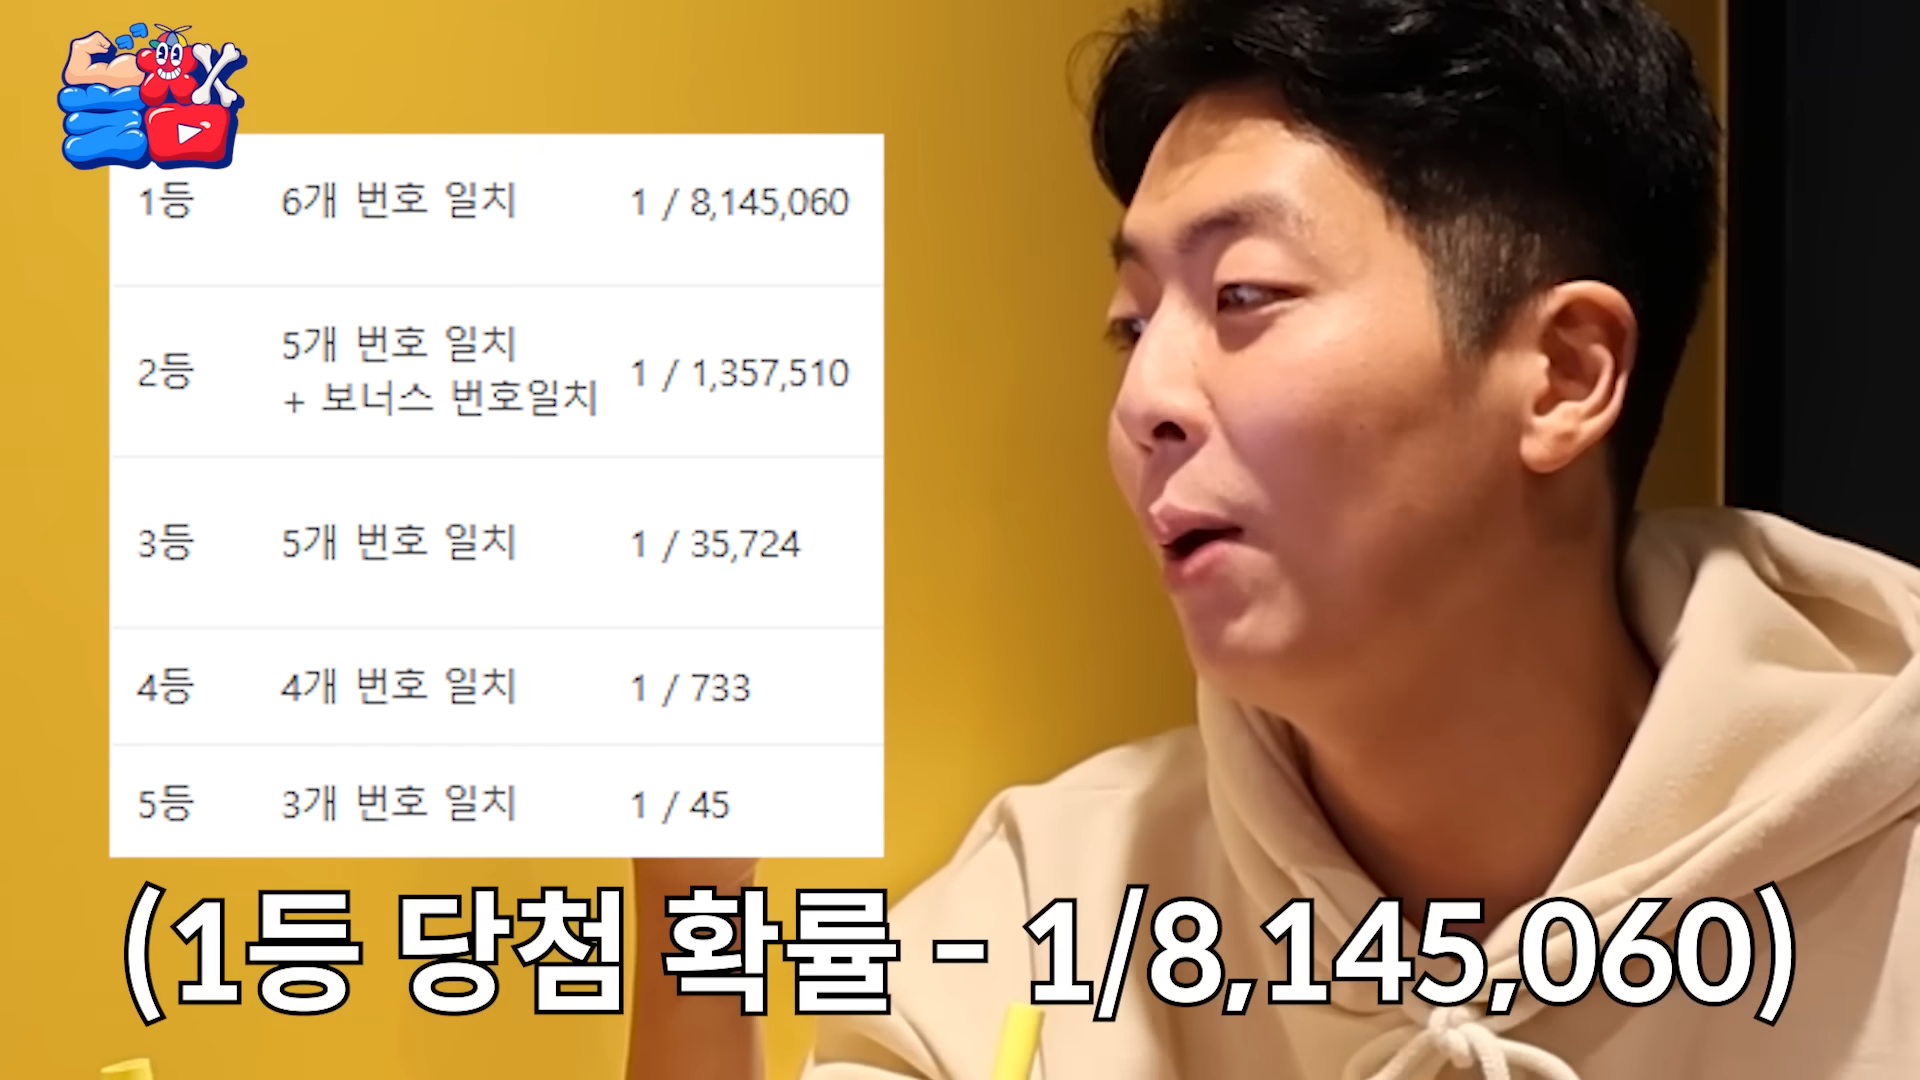 1등 6개 번호 일치 1 / 8,145,060
2등 5개 번호 일치
+ 보너스 번호일치 1 / 1,357,510
3등 5개 번호 일치 1 / 35,724
4등 4개 번호 일치 1 / 733
5등 3개 번호 일치 1 / 45
(1등 당첨 확률 - 1/8,145,060)